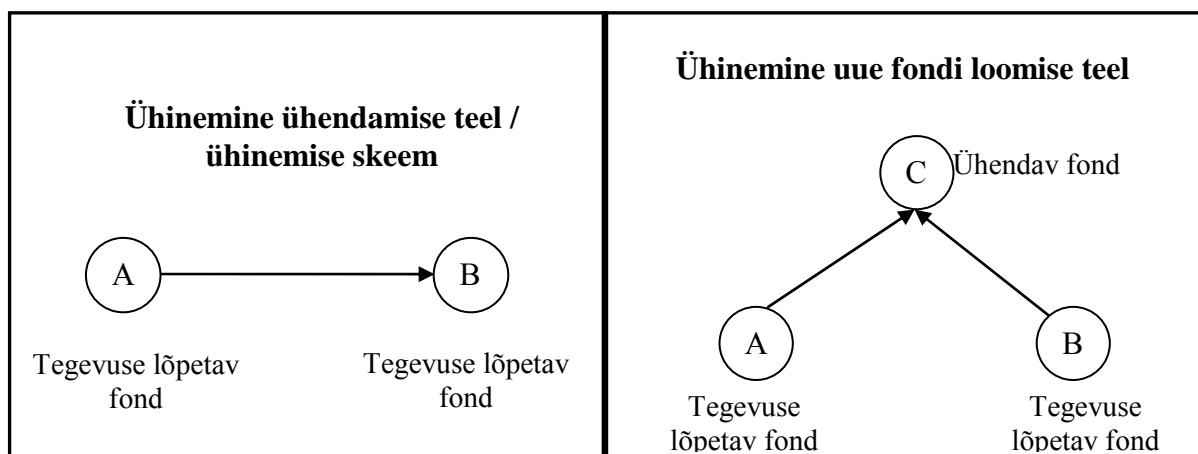 Ühinemine ühendamise teel /
ühinemise skeem
A
B
Tegevuse lõpetav
fond
Tegevuse lõpetav
fond
Ühinemine uue fondi loomise teel
C
Ühendav fond
A
B
Tegevuse
lõpetav fond
Tegevuse
lõpetav fond